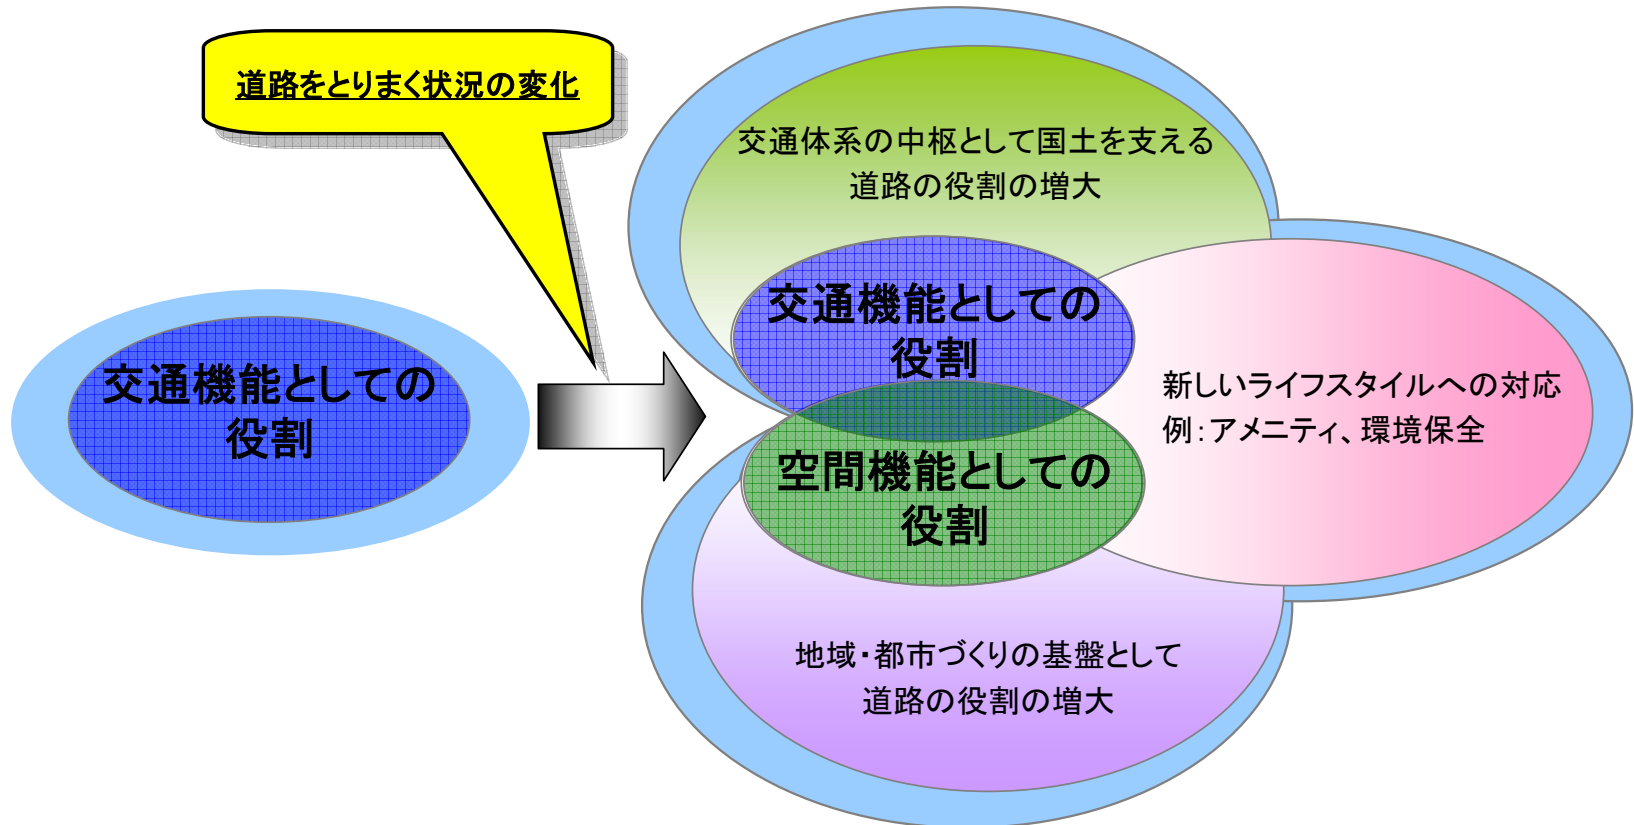 道路をとりまく状況の変化
交通機能としての
役割
交通体系の中枢として国土を支える
道路の役割の増大
交通機能としての
役割
空間機能としての
役割
新しいライフスタイルへの対応
例：アメニティ、環境保全
地域・都市づくりの基盤として
道路の役割の増大